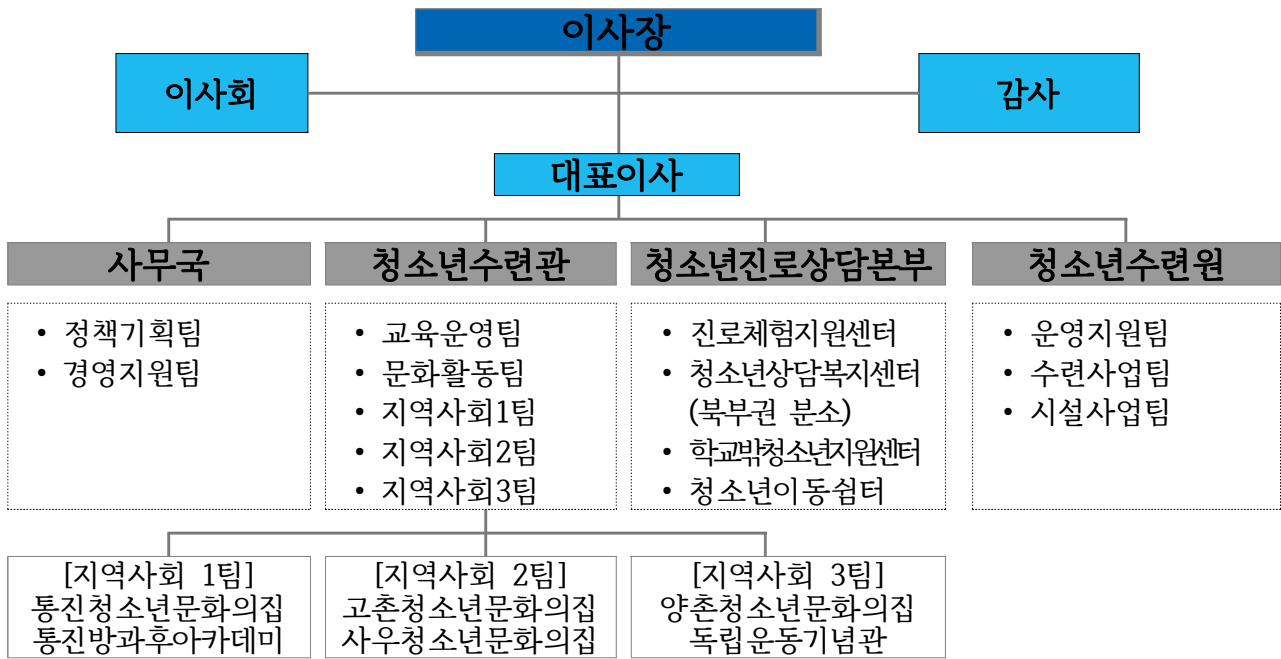 이사장
이사회
감사
대표이사
사무국
• 정책기획팀
• 경영지원팀
청소년수련관
• 교육운영팀
• 문화활동팀
• 지역사회1팀
• 지역사회2팀
• 지역사회3팀
청소년진로상담본부
• 진로체험지원센터
• 청소년상담복지센터
(북부권 분소)
• 학교밖청소년지원센터
• 청소년이동쉼터
청소년수련원
• 운영지원팀
• 수련사업팀
• 시설사업팀
[지역사회 1팀]
통진청소년문화의집
통진방과후아카데미
[지역사회 2팀]
고촌청소년문화의집
사우청소년문화의집
[지역사회 3팀]
양촌청소년문화의집
독립운동기념관